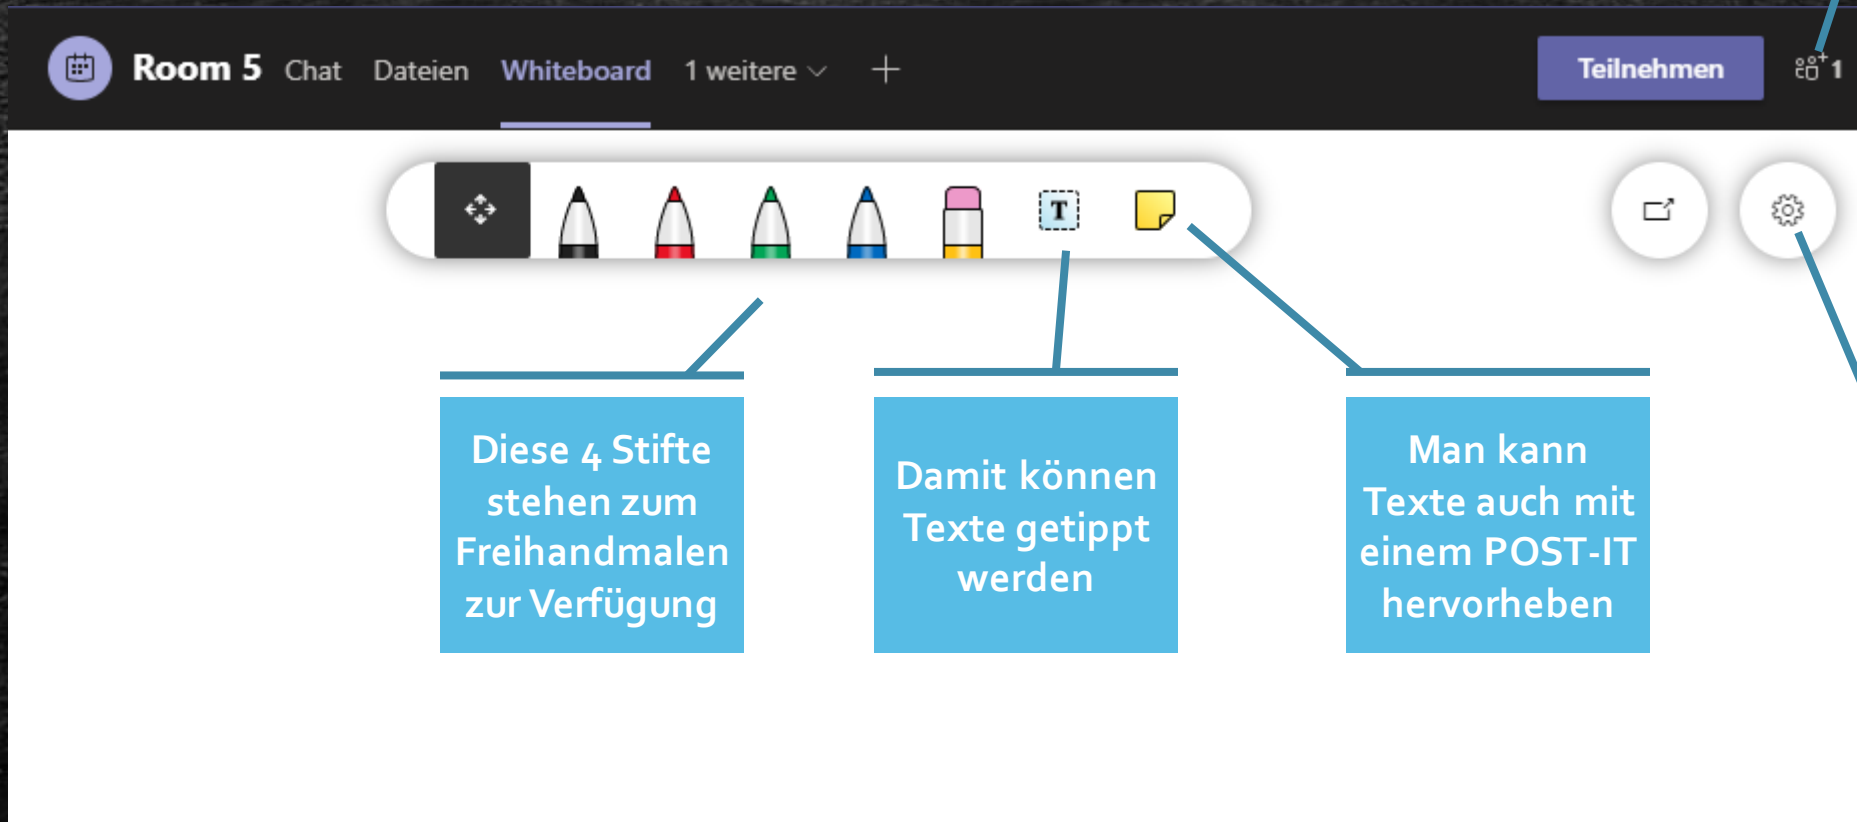 Room 5 Chat Dateien Whiteboard 1 weitere Teilnehmen 1
T
Diese 4 Stifte
stehen zum
Freihandmalen
zur Verfügung
Damit können
Texte getippt
werden
Man kann
Texte auch mit
einem POST-IT
hervorheben